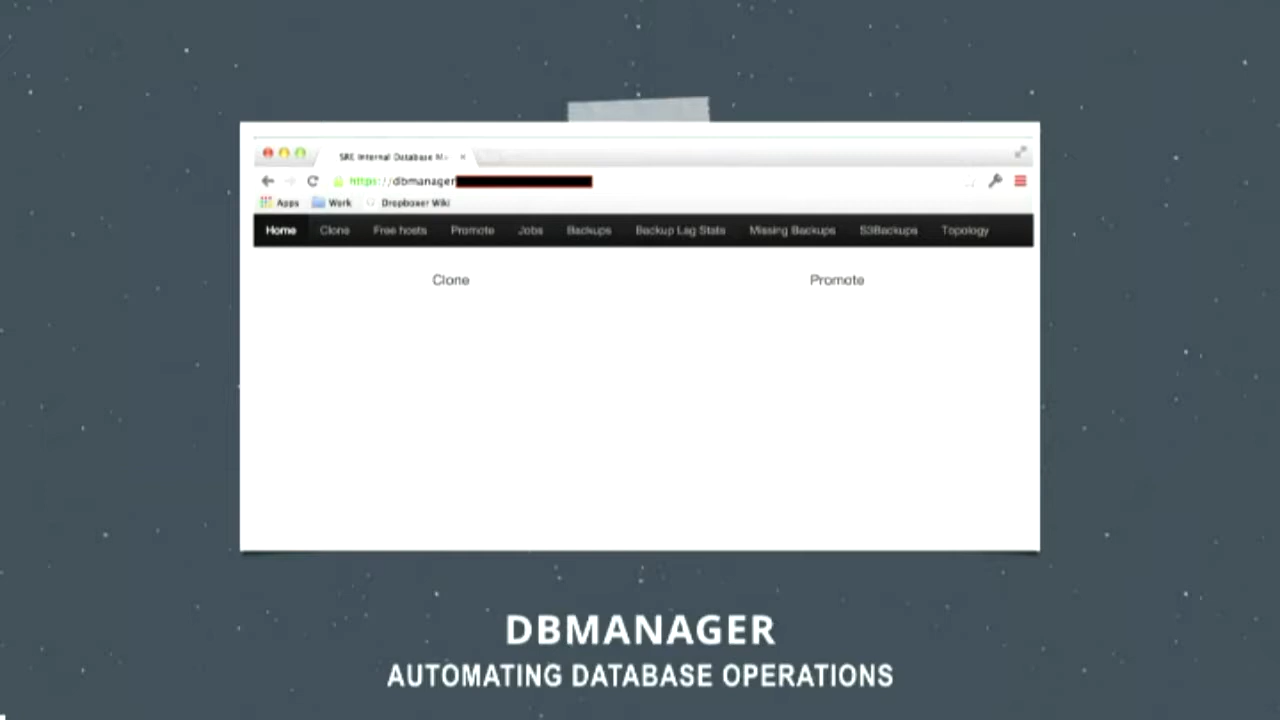 SRE Internal Database Ma
https://dbmanager
Apps Work Dropboxer Wiki
Home Clone Free hosts Promote Jobs Backups Backup Lag Stats Missing Backups S3Backups Topology
Clone Promote
DBMANAGER
AUTOMATING DATABASE OPERATIONS